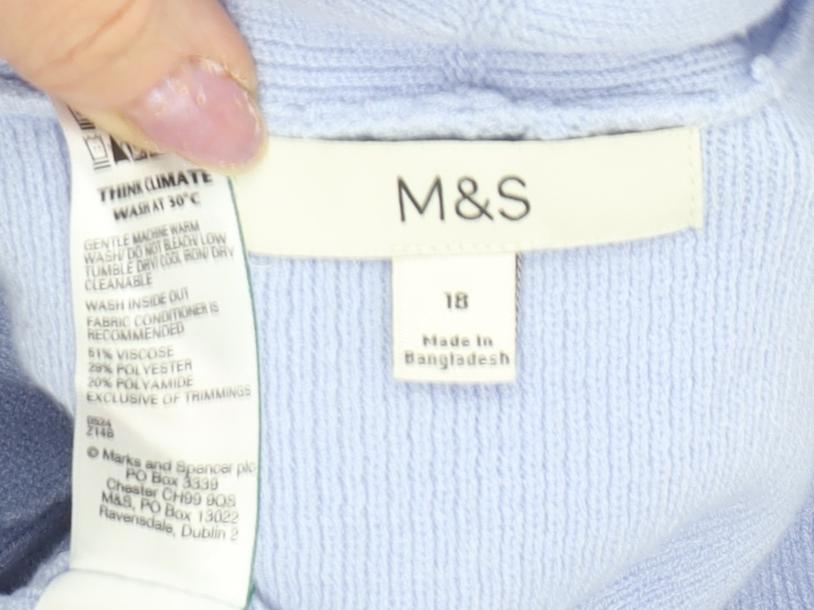 THINK CLIMATE
WASH AT 30°C
GENTLE MACHINE WARM
WASH/DO NOT BLEACH/LOW
TUMBLE DRY/COOL IRON/DRY
CLEANABLE
WASH INSIDE OUT
FABRIC CONDITIONER IS
RECOMMENDED
51% VISCOSE
29% POLYESTER
20% POLYAMIDE
EXCLUSIVE OF TRIMMINGS
0524
2148
© Marks and Spencer plc
PO Box 3339
Chester CH99 9QS
M&S, PO Box 13022
Ravensdale, Dublin 2
M&S
18
Made In
Bangladesh